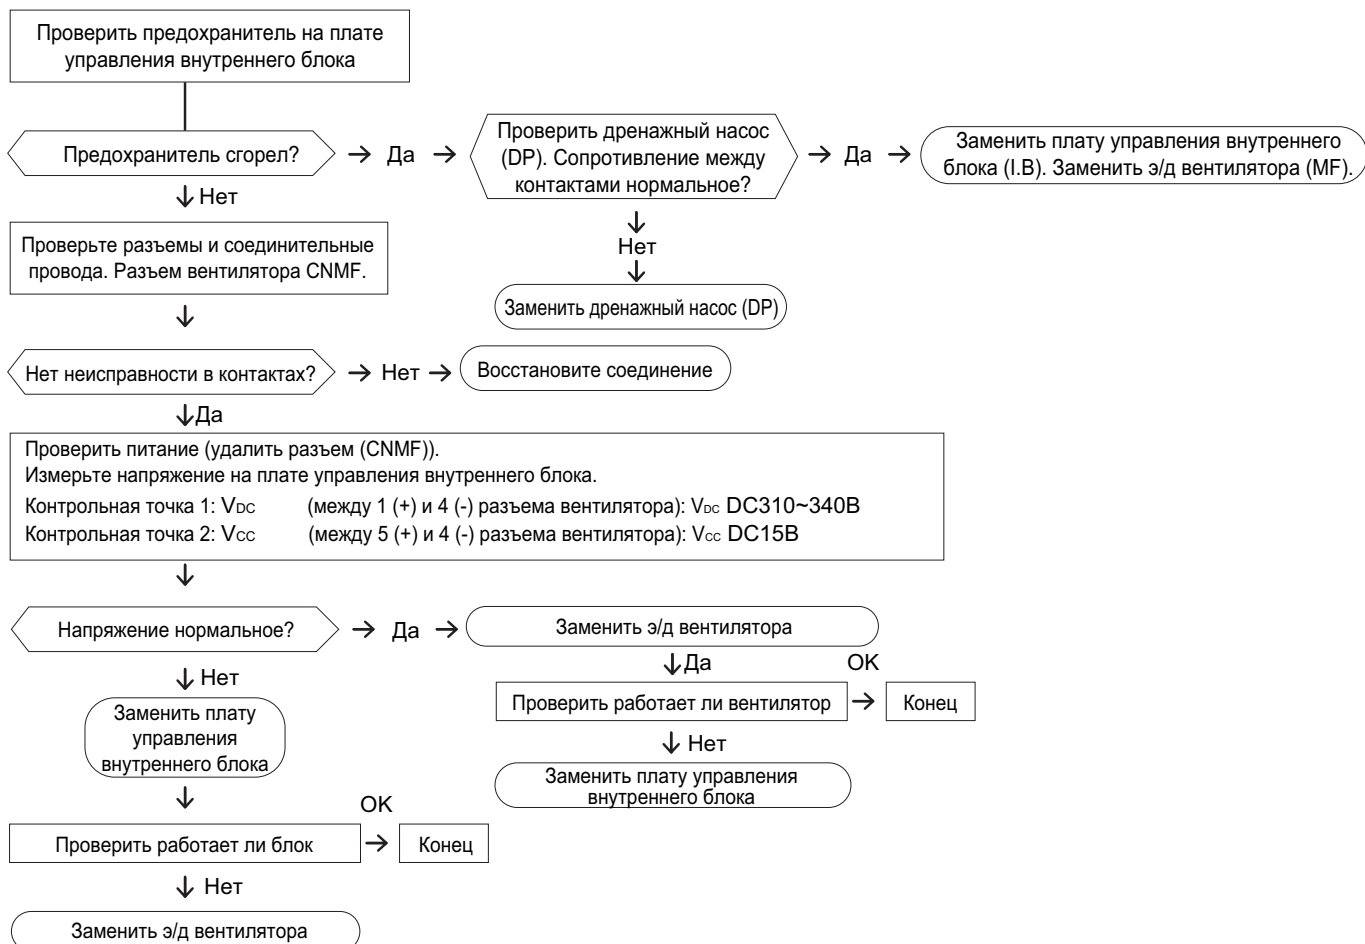 Проверить предохранитель на плате
управления внутреннего блока
Предохранитель сгорел?
Да
Проверить дренажный насос
(DP). Сопротивление между
контактами нормальное?
Да
Заменить плату управления внутреннего
блока (I.B). Заменить э/д вентилятора (MF).
Нет
Нет
Проверьте разъемы и соединительные
провода. Разъем вентилятора CNMF.
Заменить дренажный насос (DP)
Нет неисправности в контактах?
Нет
Восстановите соединение
Да
Проверить питание (удалить разъем (CNMF)).
Измерьте напряжение на плате управления внутреннего блока.
Контрольная точка 1: VDC (между 1 (+) и 4 (-) разъема вентилятора): VDC DC310~340В
Контрольная точка 2: VCC (между 5 (+) и 4 (-) разъема вентилятора): VCC DC15В
Напряжение нормальное?
Да
Заменить э/д вентилятора
Да
OK
Проверить работает ли вентилятор
Конец
Нет
Заменить плату управления
внутреннего блока
Нет
Заменить плату
управления
внутреннего блока
OK
Проверить работает ли блок
Конец
Нет
Заменить э/д вентилятора